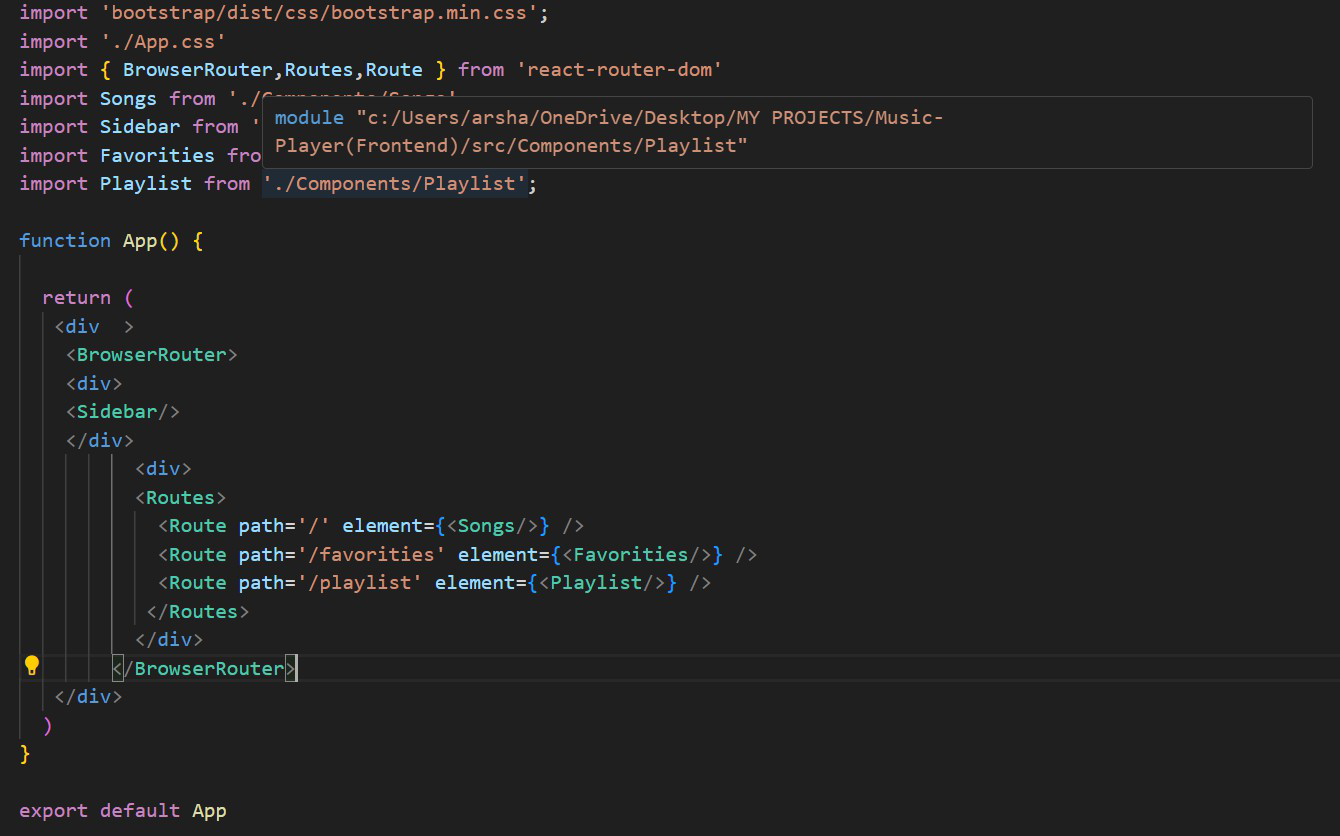 import 'bootstrap/dist/css/bootstrap.min.css';
import './App.css'
import { BrowserRouter,Routes,Route } from 'react-router-dom'
import Songs from './Components/Songs'
import Sidebar from '
import Favorities fro
module "c:/Users/arsha/OneDrive/Desktop/MY PROJECTS/Music-
Player(Frontend)/src/Components/Playlist"
import Playlist from './Components/Playlist';
function App() {
return (
<div  >
<BrowserRouter>
<div>
<Sidebar/>
</div>
<div>
<Routes>
<Route path='/' element={<Songs/>} />
<Route path='/favorities' element={<Favorities/>} />
<Route path='/playlist' element={<Playlist/>} />
</Routes>
</div>
</BrowserRouter>
</div>
)
}
export default App